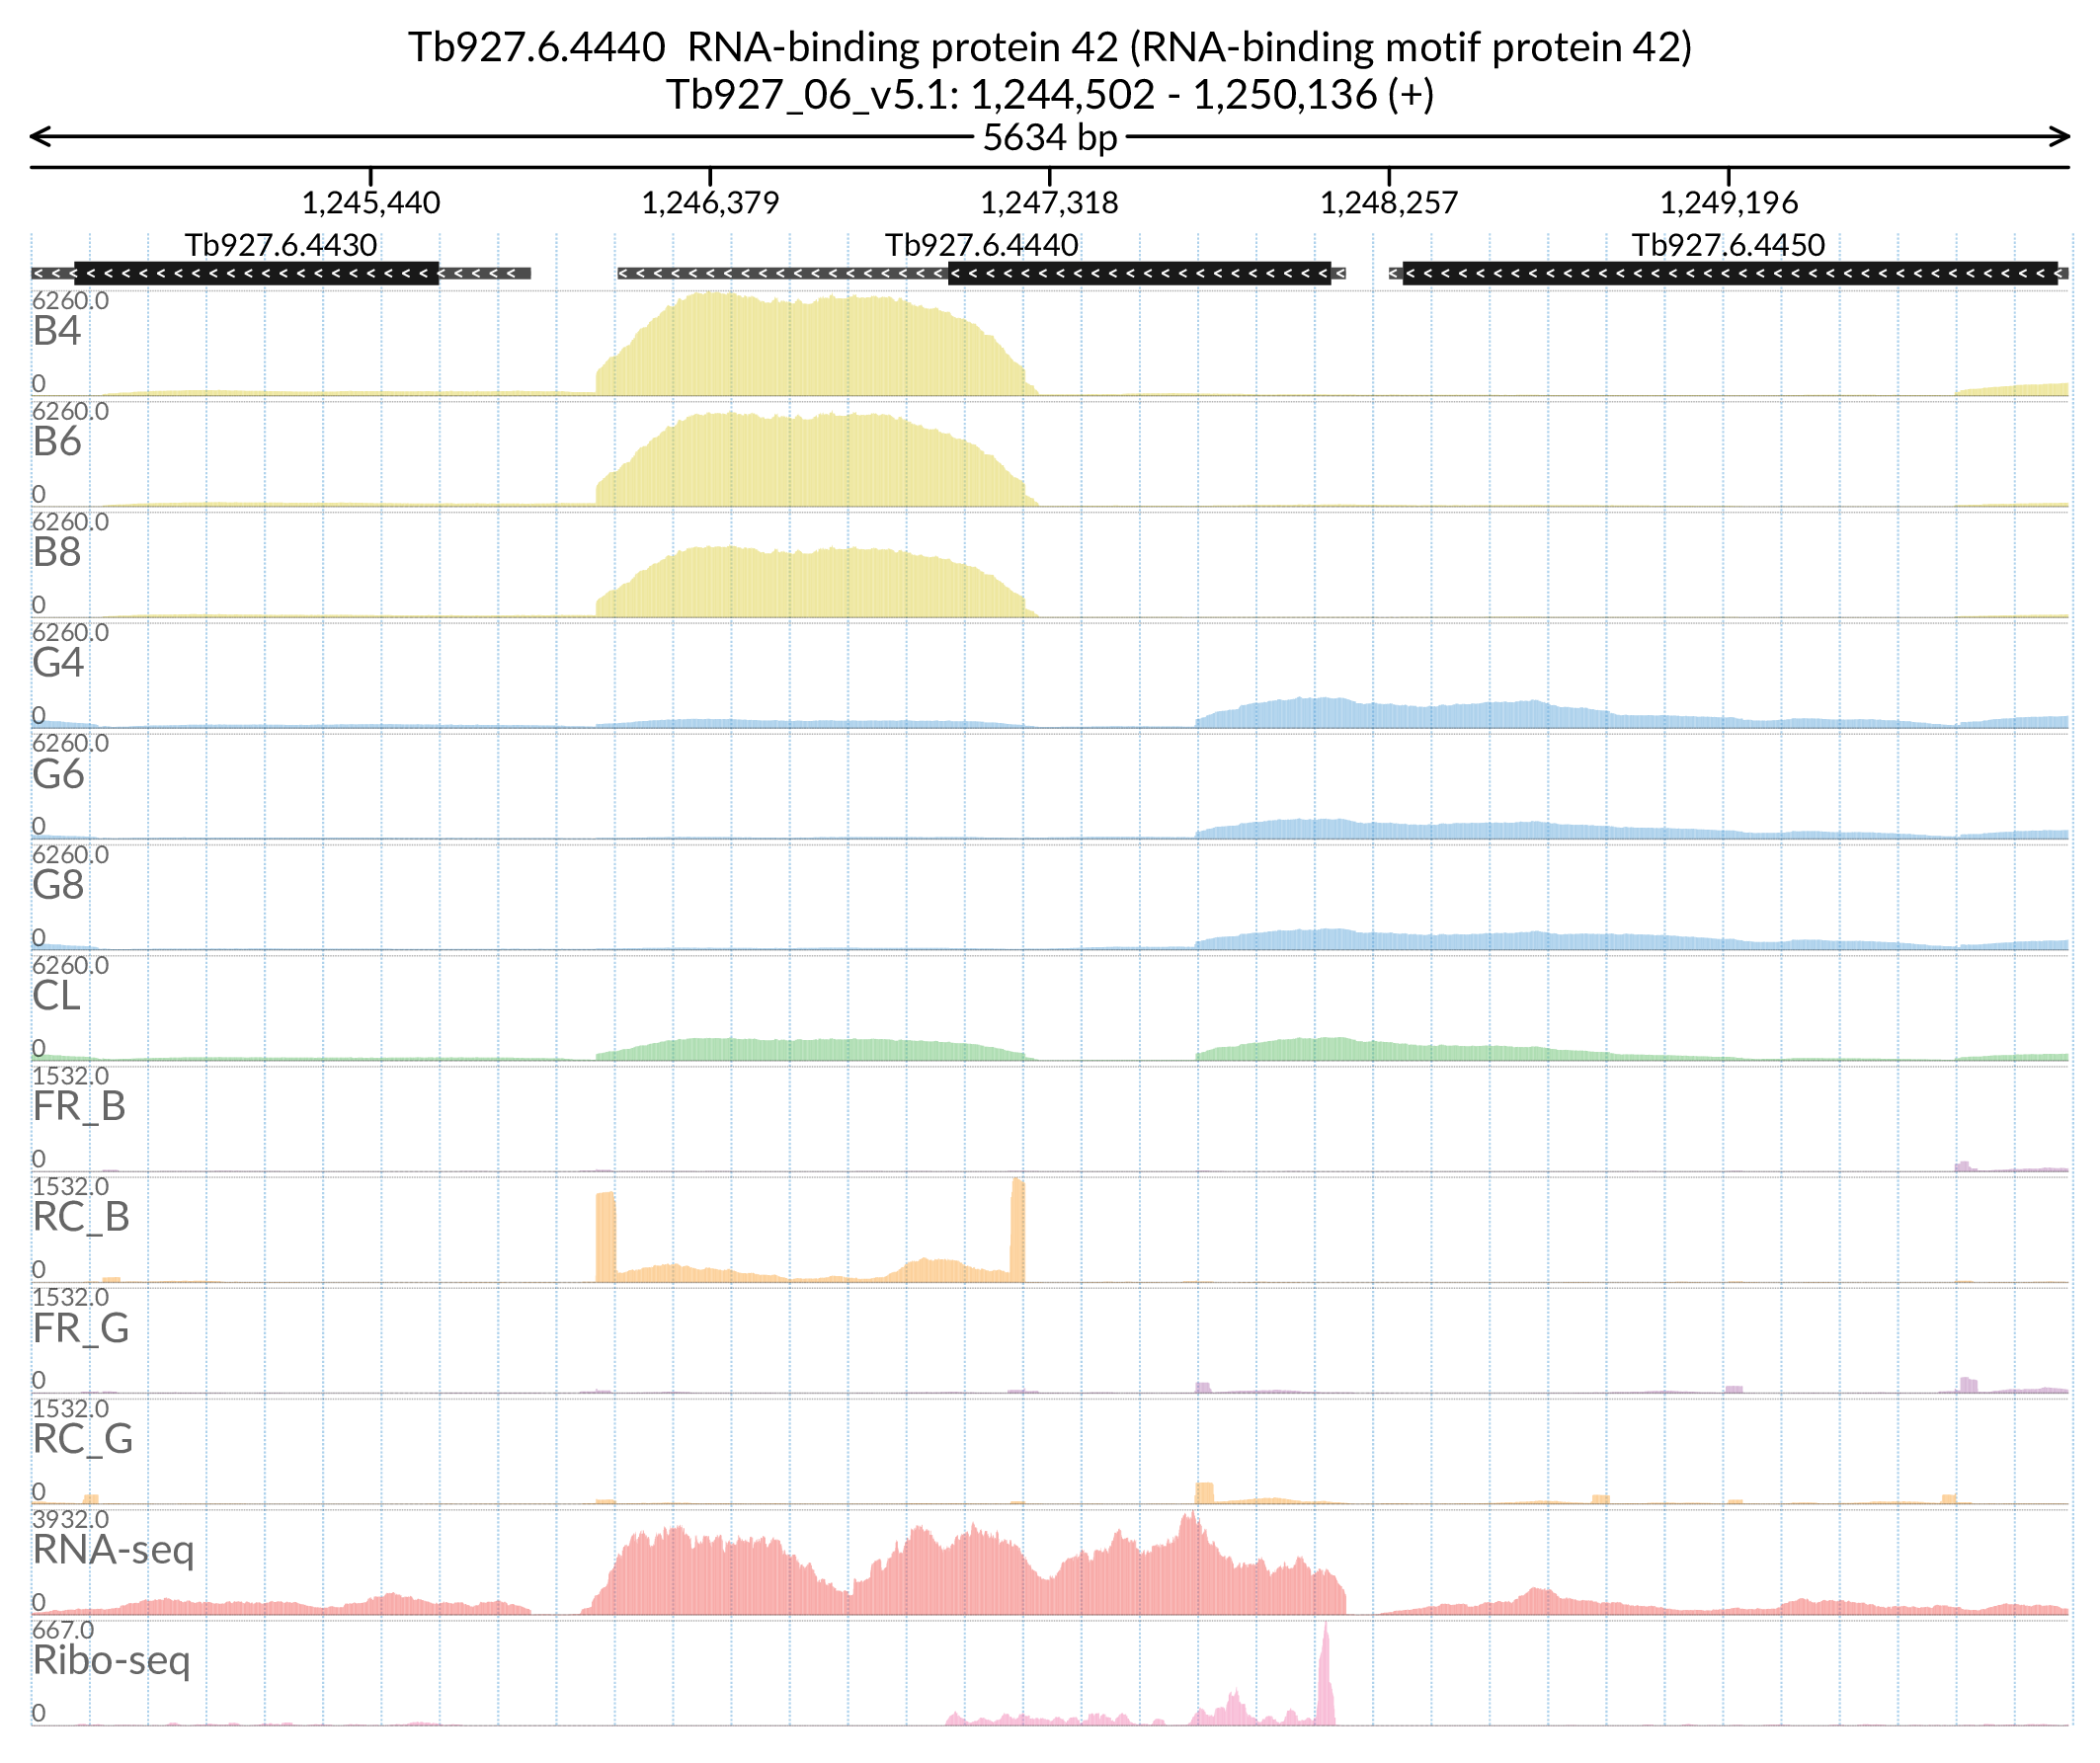 Tb927.6.4440  RNA-binding protein 42 (RNA-binding motif protein 42)
Tb927_06_v5.1: 1,244,502 - 1,250,136 (+)
5634 bp
1,245,440 1,246,379 1,247,318 1,248,257 1,249,196
Tb927.6.4430 Tb927.6.4440 Tb927.6.4450
6260.0
B4
0
6260.0
B6
0
6260.0
B8
0
6260.0
G4
0
6260.0
G6
0
6260.0
G8
0
6260.0
CL
0
1532.0
FR_B
0
1532.0
RC_B
0
1532.0
FR_G
0
1532.0
RC_G
0
3932.0
RNA-seq
0
667.0
Ribo-seq
0